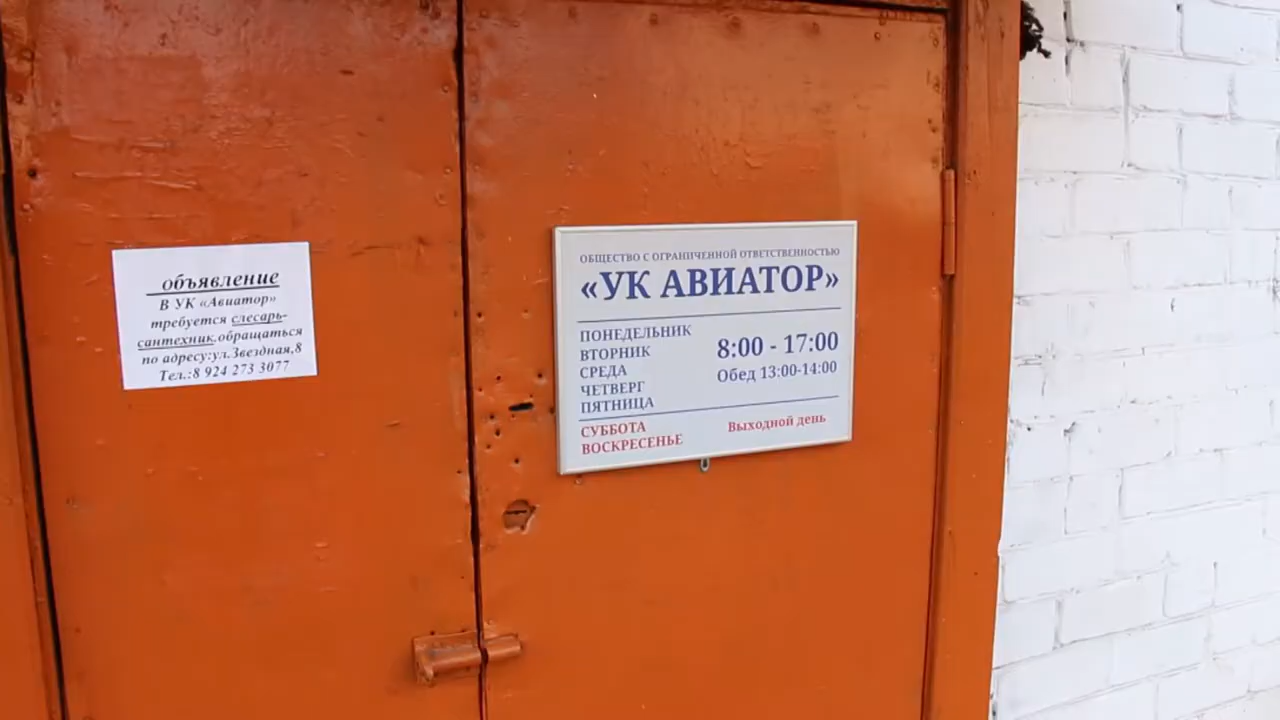 объявление
В УК «Авиатор»
требуется слесарь-
сантехник.обращаться
по адресу:ул.Звездная,8
Тел.:8 924 273 3077
ОБЩЕСТВО С ОГРАНИЧЕННОЙ ОТВЕТСТВЕННОСТЬЮ
«УК АВИАТОР»
ПОНЕДЕЛЬНИК
ВТОРНИК
СРЕДА
ЧЕТВЕРГ
ПЯТНИЦА
8:00 - 17:00
Обед 13:00-14:00
СУББОТА
ВОСКРЕСЕНЬЕ
Выходной день